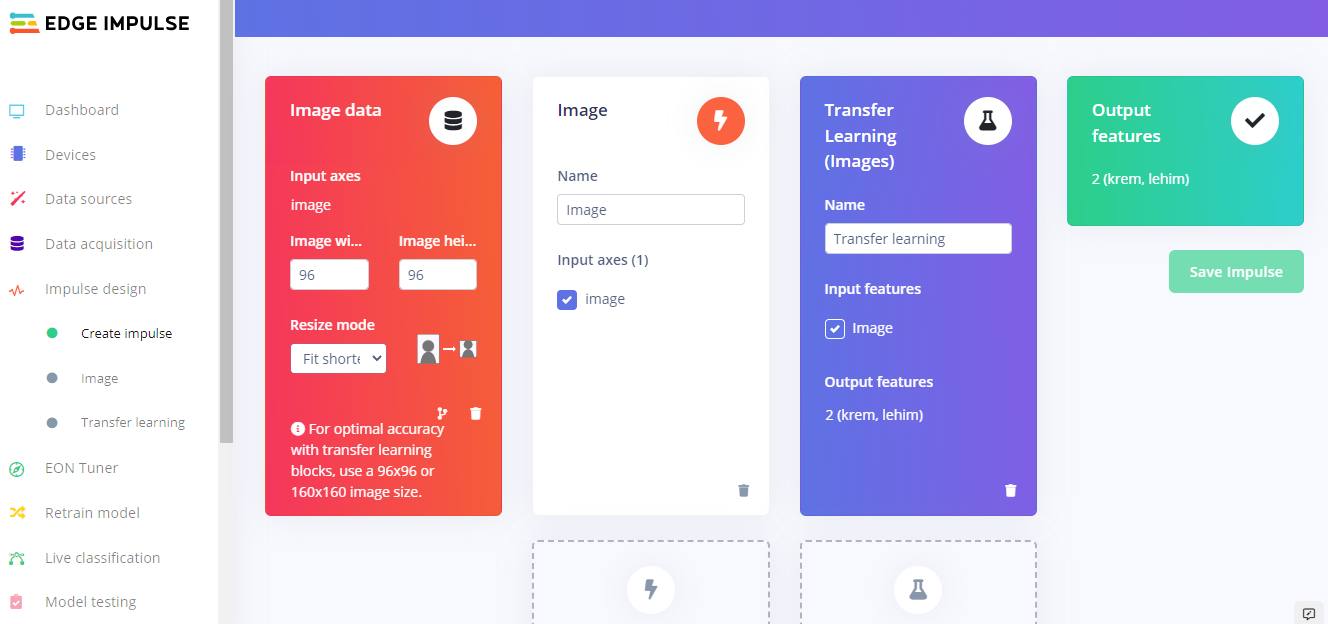 EDGE IMPULSE
Dashboard
Devices
Data sources
Data acquisition
Impulse design
Create impulse
Image
Transfer learning
EON Tuner
Retrain model
Live classification
Model testing
Image data
Input axes
image
Image wi... Image hei...
96 96
Resize mode
Fit shorte
For optimal accuracy
with transfer learning
blocks, use a 96x96 or
160x160 image size.
Image
Name
Image
Input axes (1)
image
Transfer
Learning
(Images)
Name
Transfer learning
Input features
Image
Output features
2 (krem, lehim)
Output
features
2 (krem, lehim)
Save Impulse